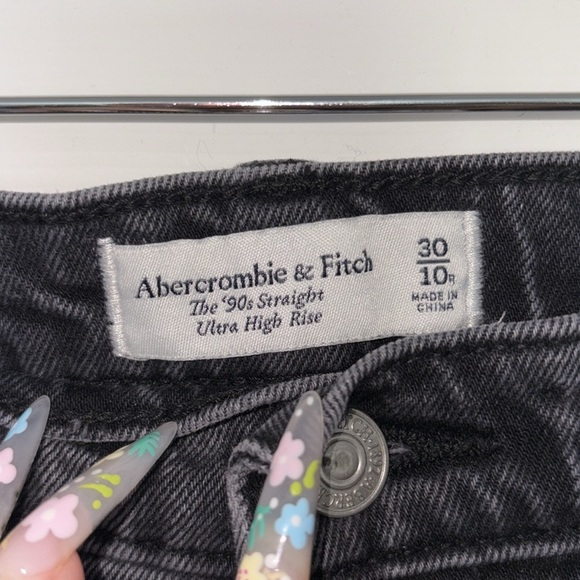 Abercrombie & Fitch
The '90s Straight
Ultra High Rise
30
10R
MADE IN
CHINA